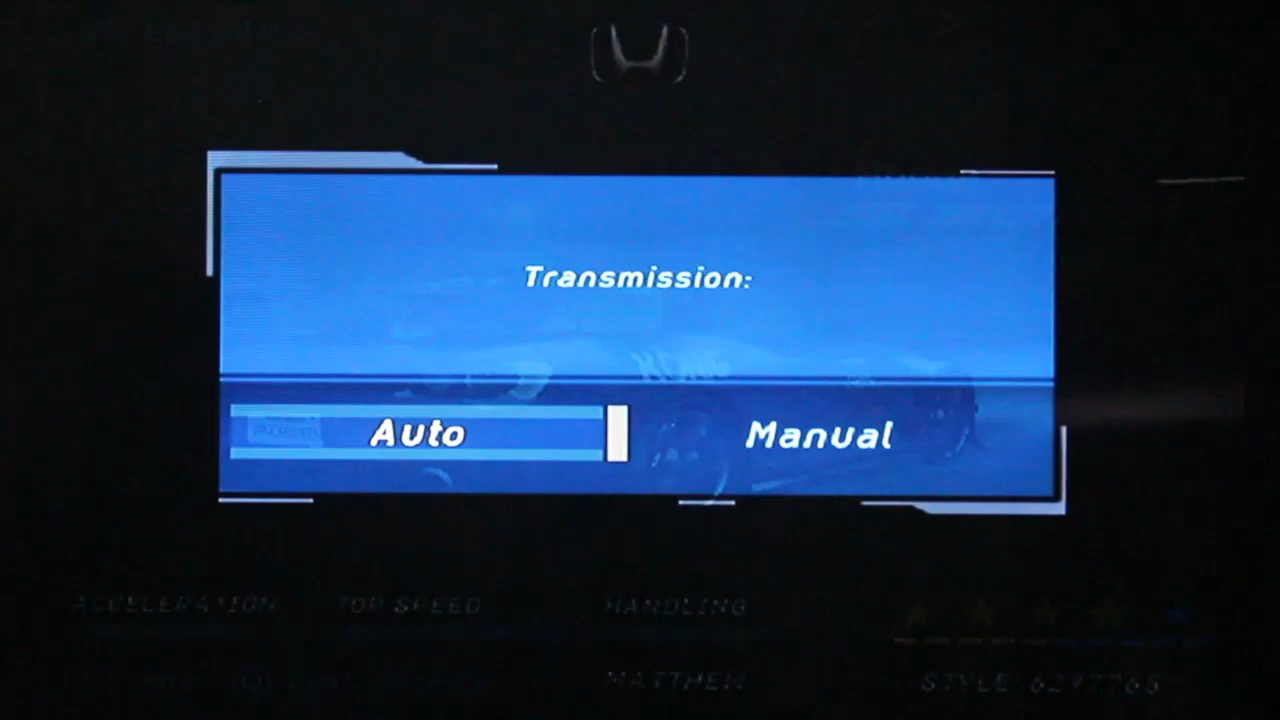 Transmission:
Auto Manual
ACCELERATION TOP SPEED HANDLING
MATTHEW
STYLE